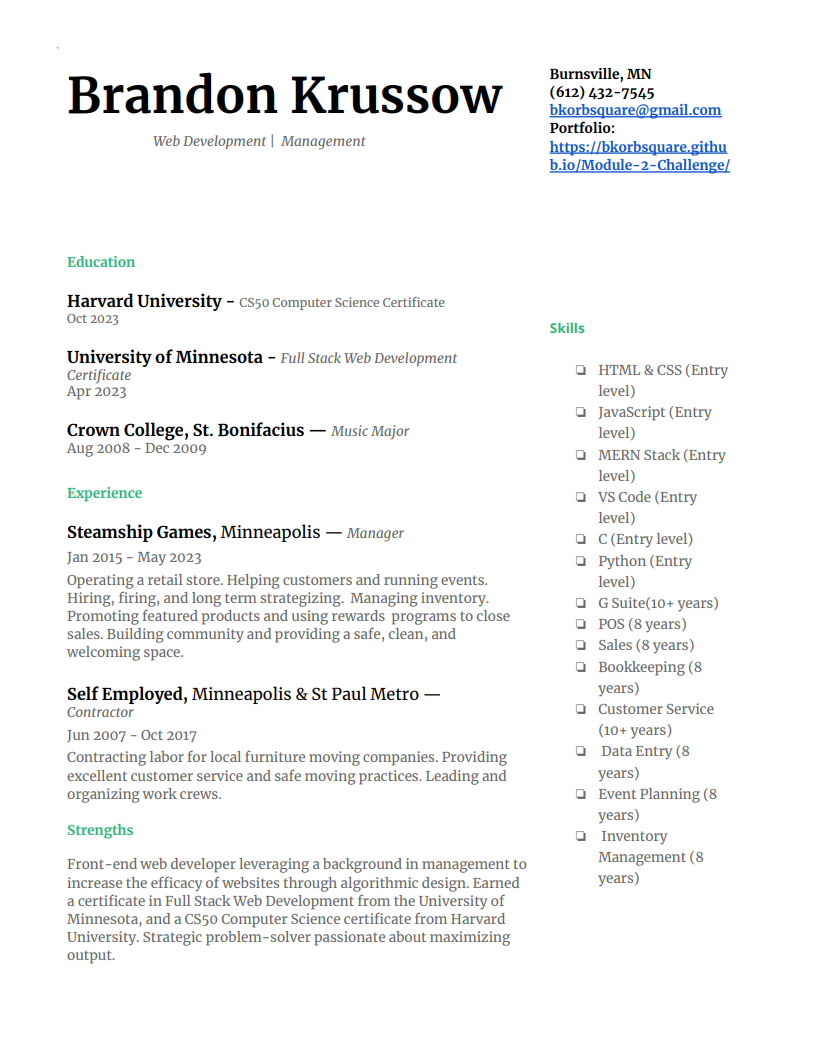 `
Brandon Krussow
Web Development | Management
Burnsville, MN
(612) 432-7545
bkorbsquare@gmail.com
Portfolio:
https://bkorbsquare.githu
b.io/Module-2-Challenge/
Education
Harvard University - CS50 Computer Science Certificate
Oct 2023
University of Minnesota - Full Stack Web Development
Certificate
Apr 2023
Crown College, St. Bonifacius — Music Major
Aug 2008 - Dec 2009
Experience
Steamship Games, Minneapolis — Manager
Jan 2015 - May 2023
Operating a retail store. Helping customers and running events.
Hiring, firing, and long term strategizing. Managing inventory.
Promoting featured products and using rewards programs to close
sales. Building community and providing a safe, clean, and
welcoming space.
Self Employed, Minneapolis & St Paul Metro —
Contractor
Jun 2007 - Oct 2017
Contracting labor for local furniture moving companies. Providing
excellent customer service and safe moving practices. Leading and
organizing work crews.
Strengths
Front-end web developer leveraging a background in management to
increase the efficacy of websites through algorithmic design. Earned
a certificate in Full Stack Web Development from the University of
Minnesota, and a CS50 Computer Science certificate from Harvard
University. Strategic problem-solver passionate about maximizing
output.
Skills
❏ HTML & CSS (Entry
level)
❏ JavaScript (Entry
level)
❏ MERN Stack (Entry
level)
❏ VS Code (Entry
level)
❏ C (Entry level)
❏ Python (Entry
level)
❏ G Suite(10+ years)
❏ POS (8 years)
❏ Sales (8 years)
❏ Bookkeeping (8
years)
❏ Customer Service
(10+ years)
❏ Data Entry (8
years)
❏ Event Planning (8
years)
❏ Inventory
Management (8
years)